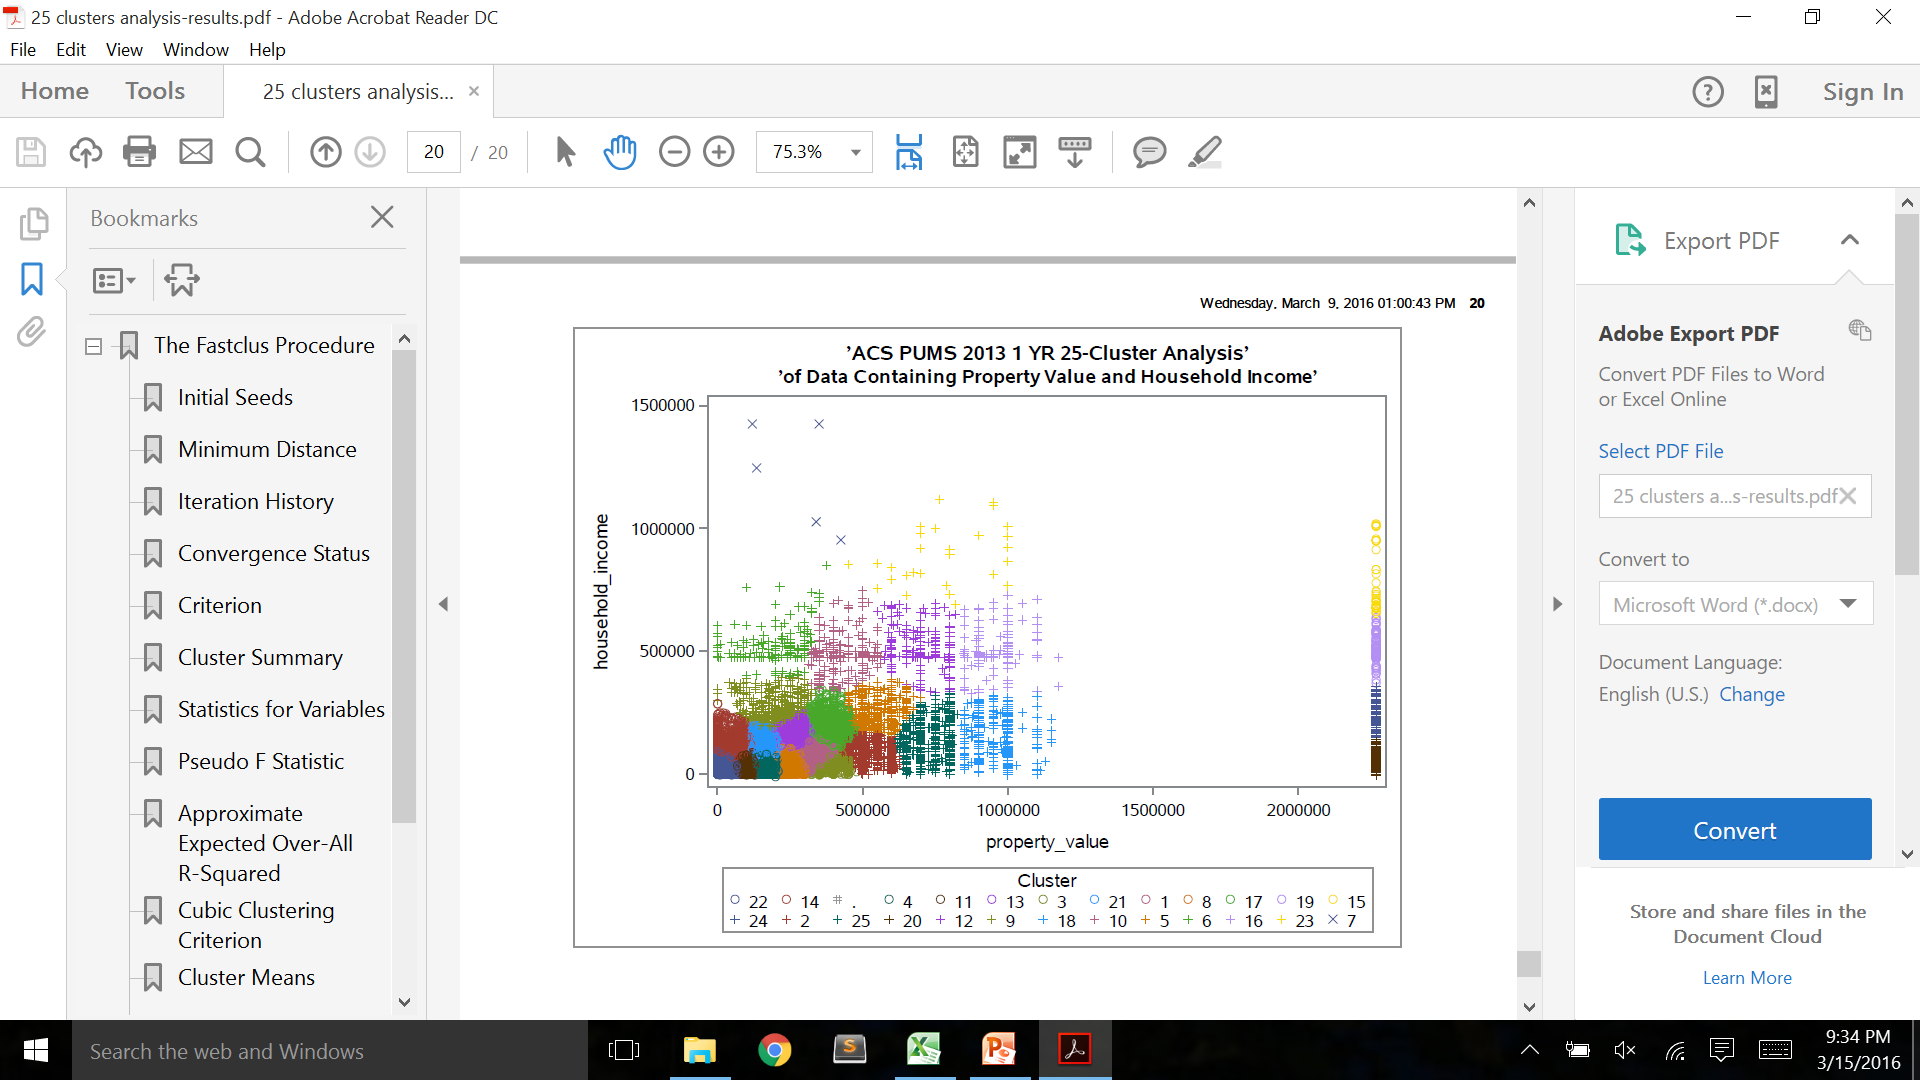 25 clusters analysis-results.pdf - Adobe Acrobat Reader DC
File Edit View Window Help
Home Tools 25 clusters analysis... × Sign In
20 / 20 75.3%
Bookmarks
The Fastclus Procedure
Initial Seeds
Minimum Distance
Iteration History
Convergence Status
Criterion
Cluster Summary
Statistics for Variables
Pseudo F Statistic
Approximate
Expected Over-All
R-Squared
Cubic Clustering
Criterion
Cluster Means
Wednesday, March 9, 2016 01:00:43 PM 20
'ACS PUMS 2013 1 YR 25-Cluster Analysis'
'of Data Containing Property Value and Household Income'
household_income
1500000
1000000
500000
0
0 500000 1000000 1500000 2000000
property_value
Cluster
22 14 . 4 11 13 3 21 1 8 17 19 15
24 2 25 20 12 9 18 10 5 6 16 23 7
Export PDF
Adobe Export PDF
Convert PDF Files to Word
or Excel Online
Select PDF File
25 clusters a...s-results.pdf
Convert to
Microsoft Word (*.docx)
Document Language:
English (U.S.) Change
Convert
Store and share files in the
Document Cloud
Learn More
Search the web and Windows
9:34 PM
3/15/2016